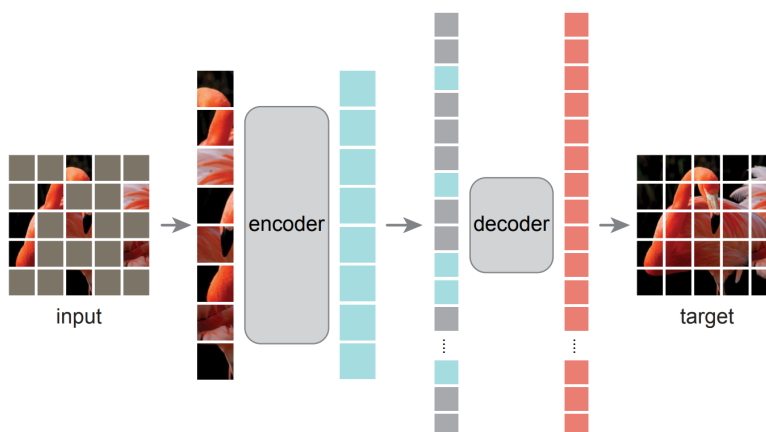 input
encoder
decoder
target